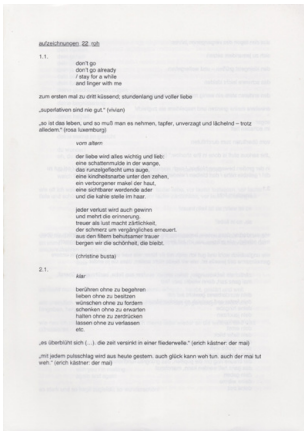 aufzeichnungen_22_roh
1.1.
don't go
don't go already
/ stay for a while
and linger with me
zum ersten mal zu dritt küssend, stundenlang und voller liebe
„superlativen sind nie gut." (vivian)
„so ist das leben, und so muß man es nehmen, tapfer, unverzagt und lächelnd – trotz
alledem." (rosa luxemburg)
vom altern
der liebe wird alles wichtig und lieb:
eine schattenmulde in der wange,
das runzelgeflecht ums auge,
eine kindheitsnarbe unter den zehen,
ein verborgener makel der haut,
eine sichtbarer werdende ader
und die kahle stelle im haar.
jeder verlust wird auch gewinn
und mehrt die erinnerung,
treuer als lust macht zärtlichkeit,
der schmerz um vergängliches erneuert.
aus den filtern behutsamer trauer
bergen wir die schönheit, die bleibt.
(christine busta)
2.1.
klar
berühren ohne zu begehren
lieben ohne zu besitzen
wünschen ohne zu fordern
schenken ohne zu erwarten
halten ohne zu zerdrücken
lassen ohne zu verlassen
etc.
„es überblüht sich (…). die zeit versinkt in einer fliederwelle." (erich kästner: der mai)
„mit jedem pulsschlag wird aus heute gestern. auch glück kann weh tun. auch der mai tut
weh." (erich kästner: der mai)